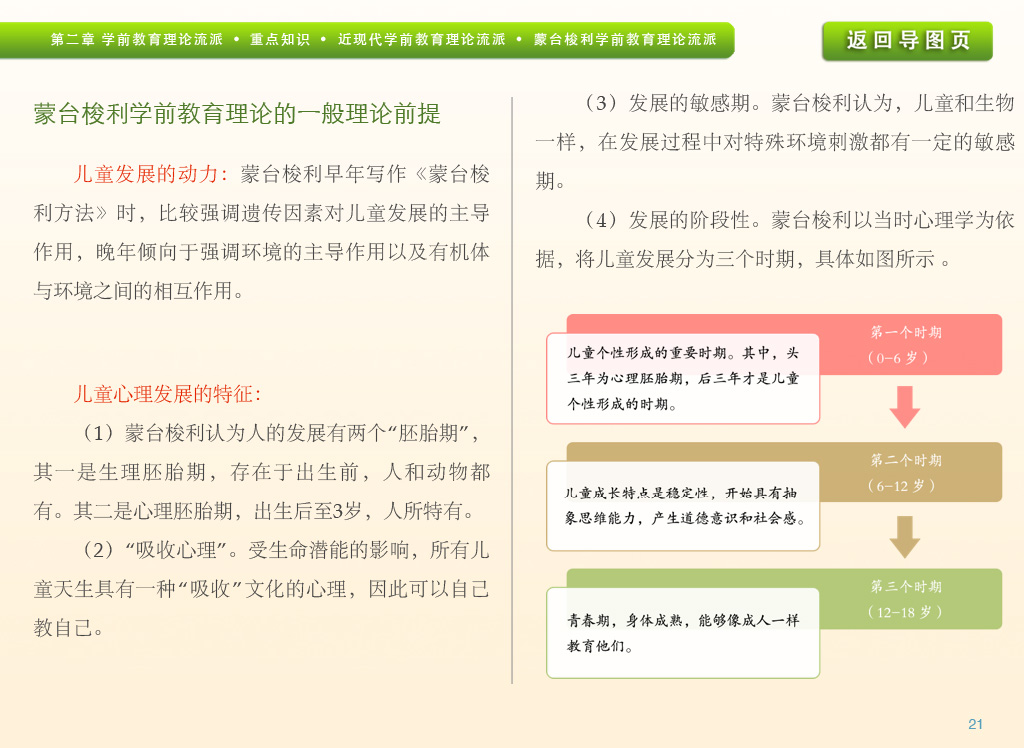 第二章 学前教育理论流派 • 重点知识 • 近现代学前教育理论流派 • 蒙台梭利学前教育理论流派
返回导图页
蒙台梭利学前教育理论的一般理论前提
儿童发展的动力：蒙台梭利早年写作《蒙台梭
利方法》时，比较强调遗传因素对儿童发展的主导
作用，晚年倾向于强调环境的主导作用以及有机体
与环境之间的相互作用。
儿童心理发展的特征：
（1）蒙台梭利认为人的发展有两个“胚胎期”，
其一是生理胚胎期，存在于出生前，人和动物都
有。其二是心理胚胎期，出生后至3岁，人所特有。
（2）“吸收心理”。受生命潜能的影响，所有儿
童天生具有一种“吸收”文化的心理，因此可以自己
教自己。
（3）发展的敏感期。蒙台梭利认为，儿童和生物
一样，在发展过程中对特殊环境刺激都有一定的敏感
期。
（4）发展的阶段性。蒙台梭利以当时心理学为依
据，将儿童发展分为三个时期，具体如图所示 。
第一个时期
（0–6 岁）
儿童个性形成的重要时期。其中，头
三年为心理胚胎期，后三年才是儿童
个性形成的时期。
第二个时期
（6–12 岁）
儿童成长特点是稳定性，开始具有抽
象思维能力，产生道德意识和社会感。
第三个时期
（12–18 岁）
青春期，身体成熟，能够像成人一样
教育他们。
21